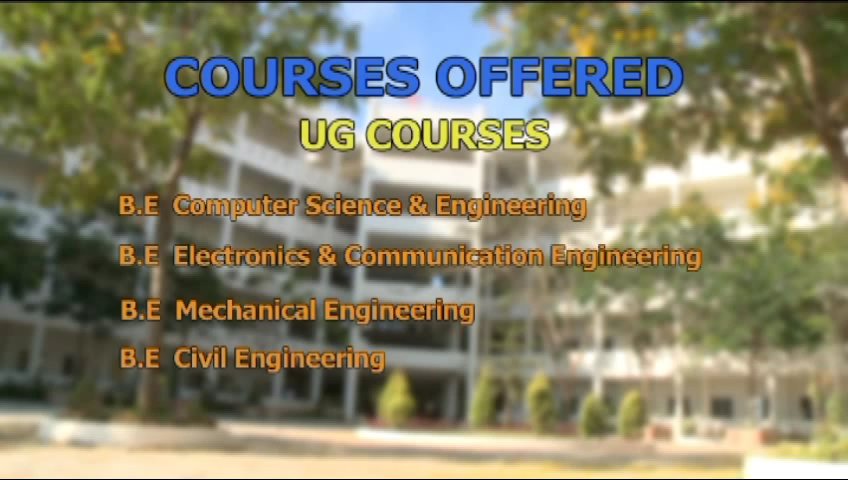 COURSES OFFERED
UG COURSES
B.E Computer Science & Engineering
B.E Electronics & Communication Engineering
B.E Mechanical Engineering
B.E Civil Engineering